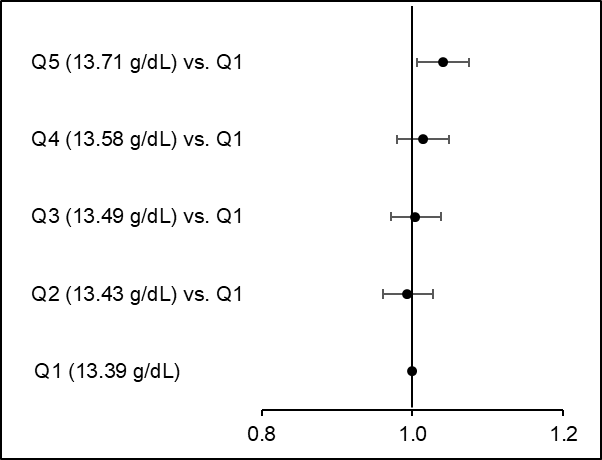 Q5 (13.71 g/dL) vs. Q1
Q4 (13.58 g/dL) vs. Q1
Q3 (13.49 g/dL) vs. Q1
Q2 (13.43 g/dL) vs. Q1
Q1 (13.39 g/dL)
0.8 1.0 1.2